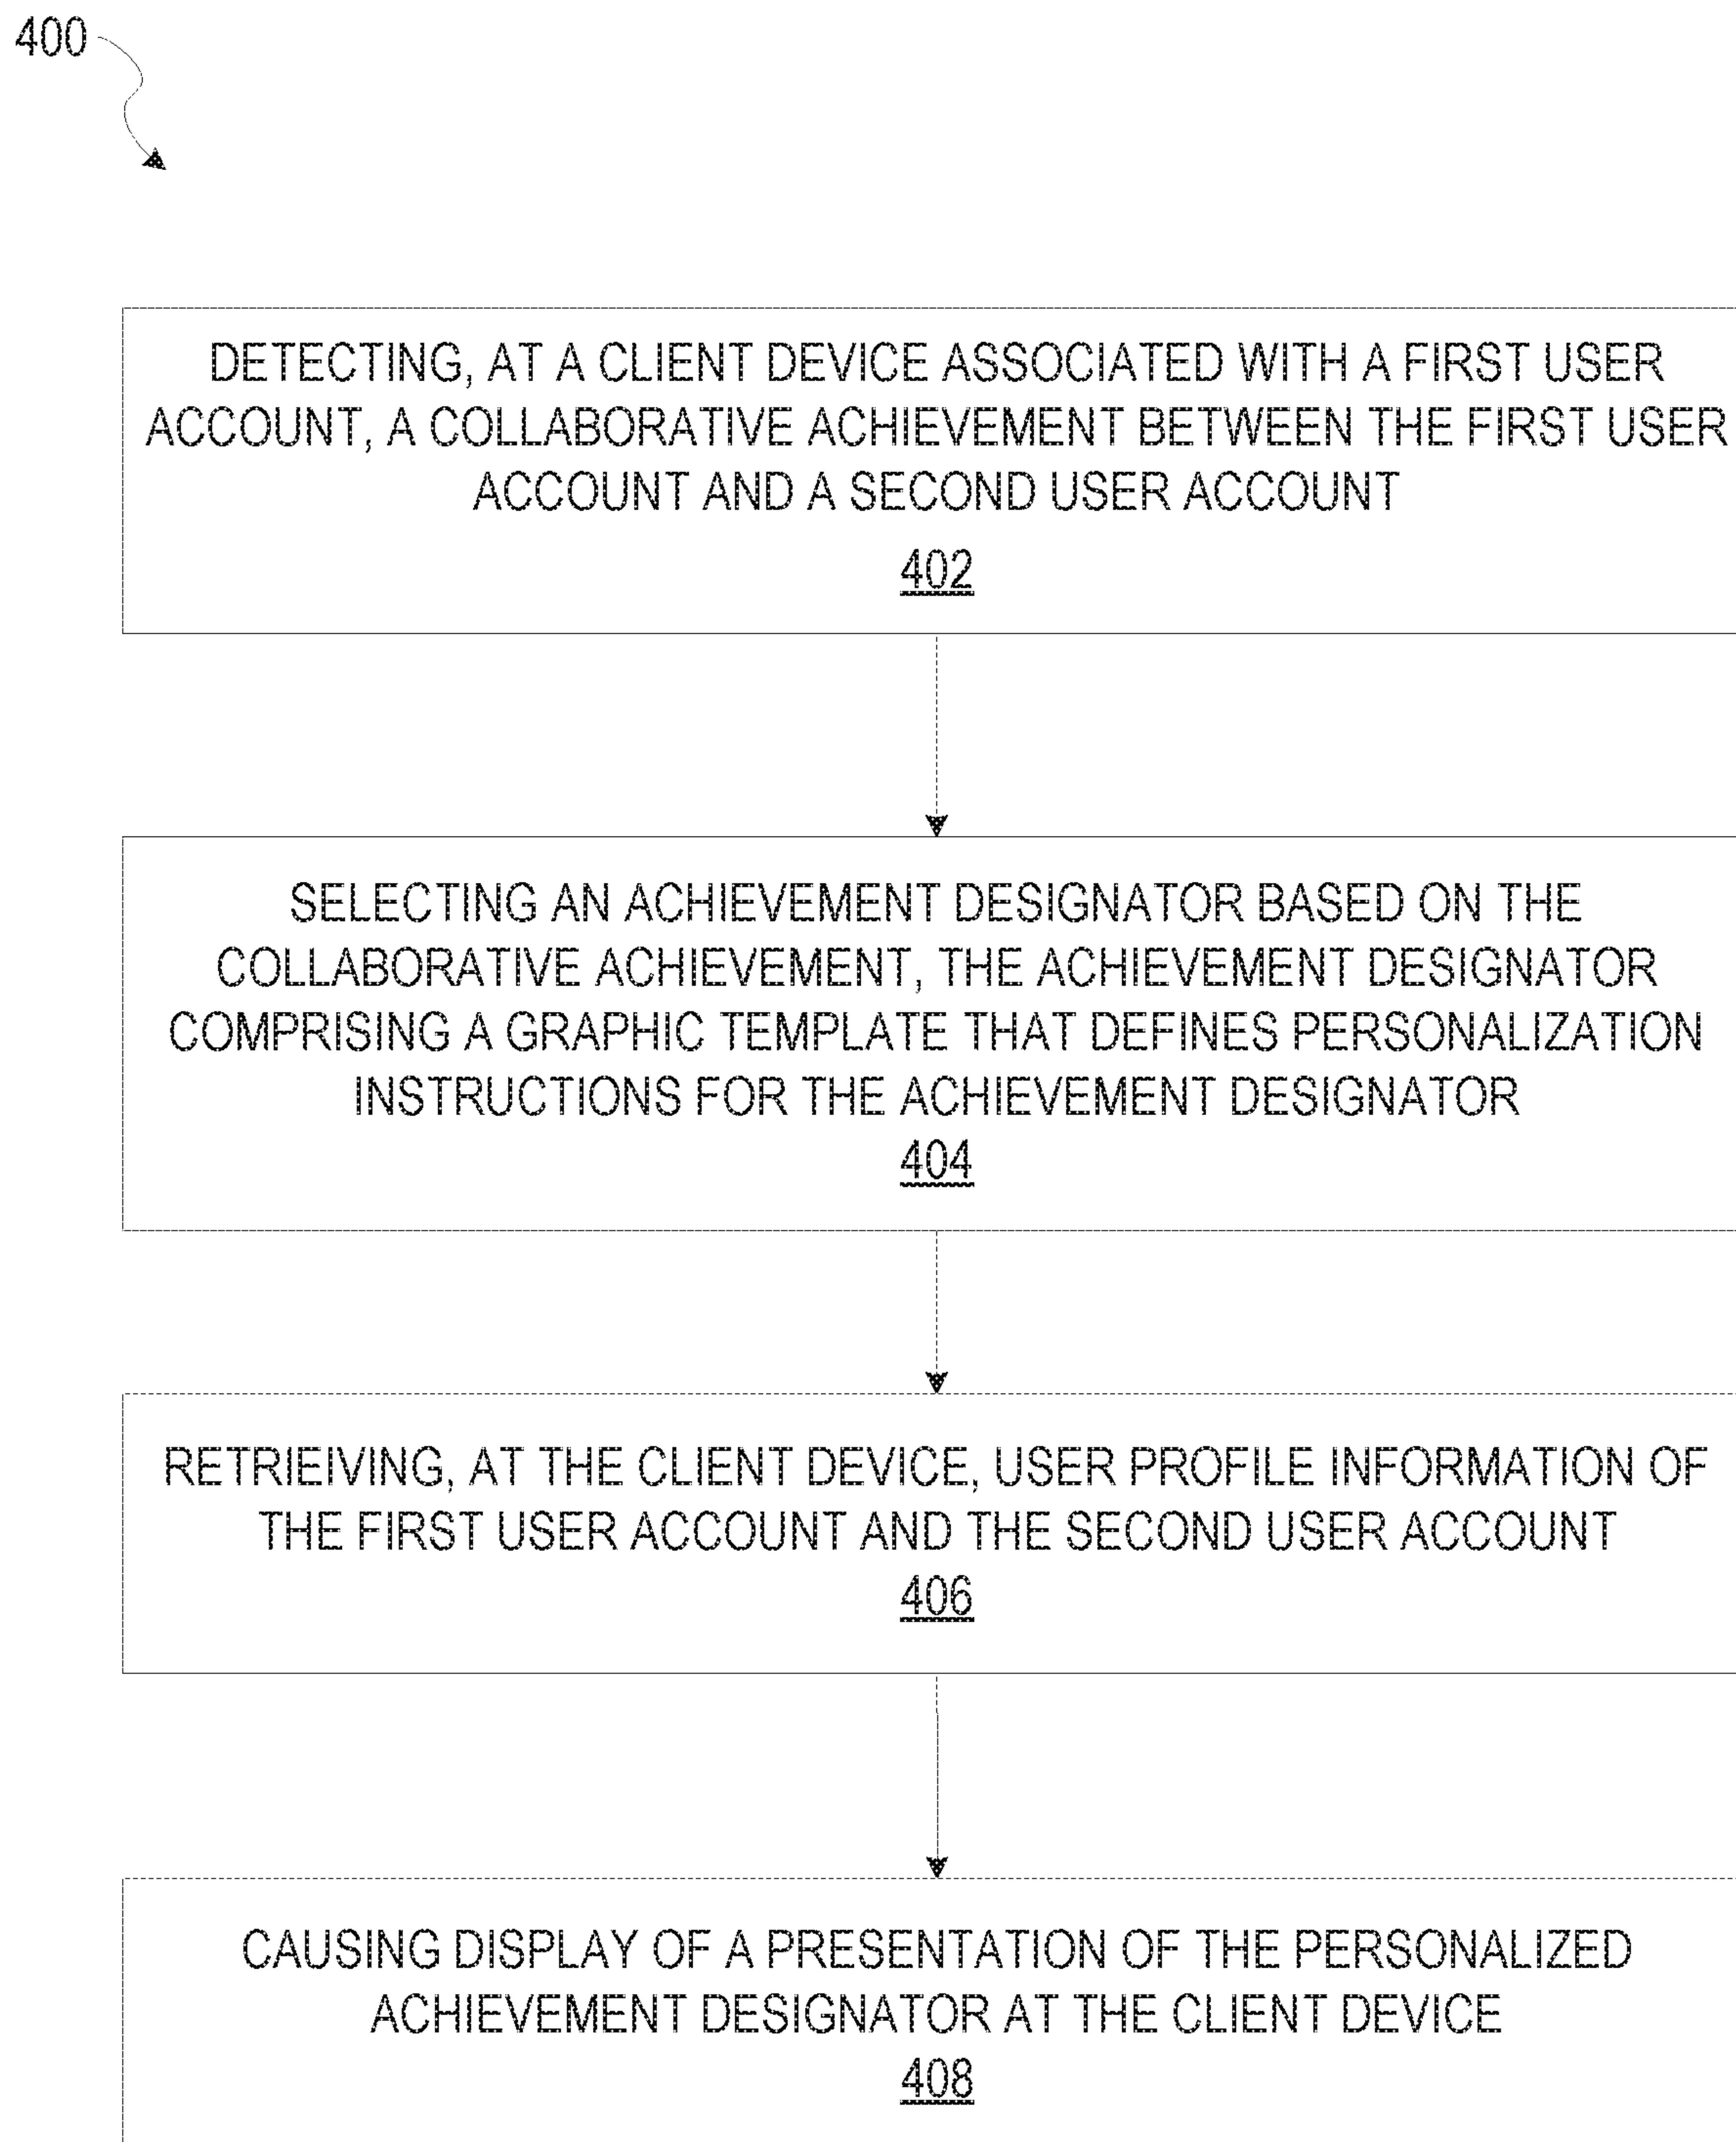 400
DETECTING, AT A CLIENT DEVICE ASSOCIATED WITH A FIRST USER
ACCOUNT, A COLLABORATIVE ACHIEVEMENT BETWEEN THE FIRST USER
ACCOUNT AND A SECOND USER ACCOUNT
402
SELECTING AN ACHIEVEMENT DESIGNATOR BASED ON THE
COLLABORATIVE ACHIEVEMENT, THE ACHIEVEMENT DESIGNATOR
COMPRISING A GRAPHIC TEMPLATE THAT DEFINES PERSONALIZATION
INSTRUCTIONS FOR THE ACHIEVEMENT DESIGNATOR
404
RETRIEIVING, AT THE CLIENT DEVICE, USER PROFILE INFORMATION OF
THE FIRST USER ACCOUNT AND THE SECOND USER ACCOUNT
406
CAUSING DISPLAY OF A PRESENTATION OF THE PERSONALIZED
ACHIEVEMENT DESIGNATOR AT THE CLIENT DEVICE
408